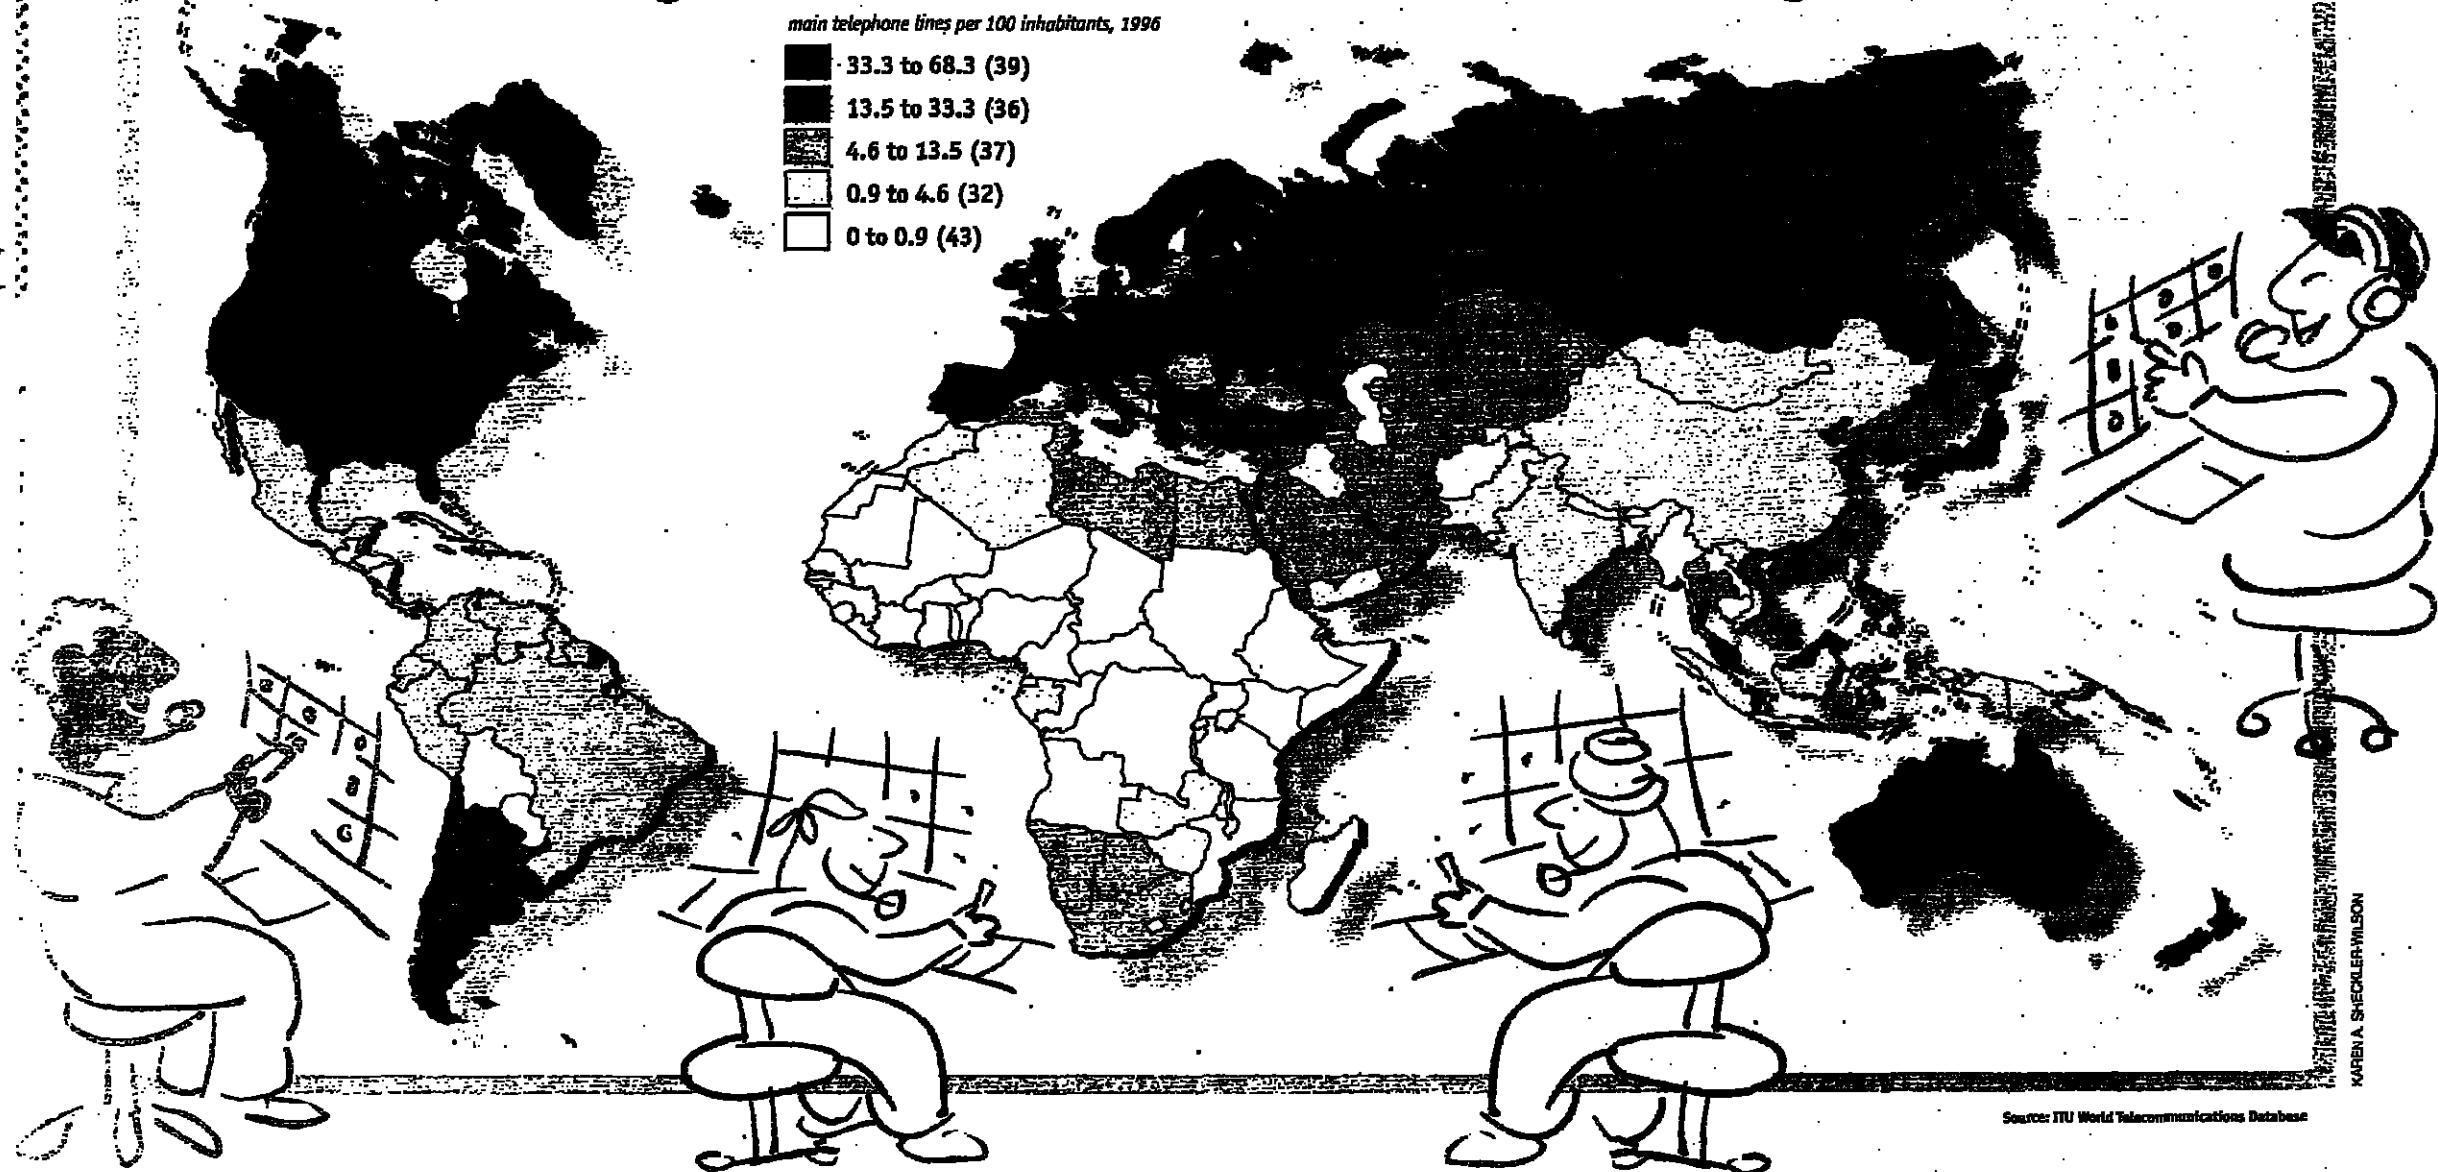 main telephone lines per 100 inhabitants, 1996
33.3 to 68.3 (39)
13.5 to 33.3 (36)
4.6 to 13.5 (37)
0.9 to 4.6 (32)
0 to 0.9 (43)
KAREN A. SHECKLER-WILSON
Source: ITU World Telecommunications Database